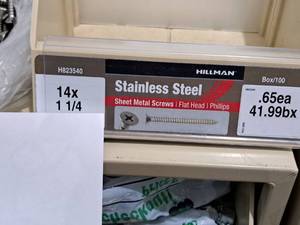 H823540
HILLMAN
Box/100
14x
1 1/4
Stainless Steel
Sheet Metal Screws | Flat Head | Phillips
.65ea
41.99bx